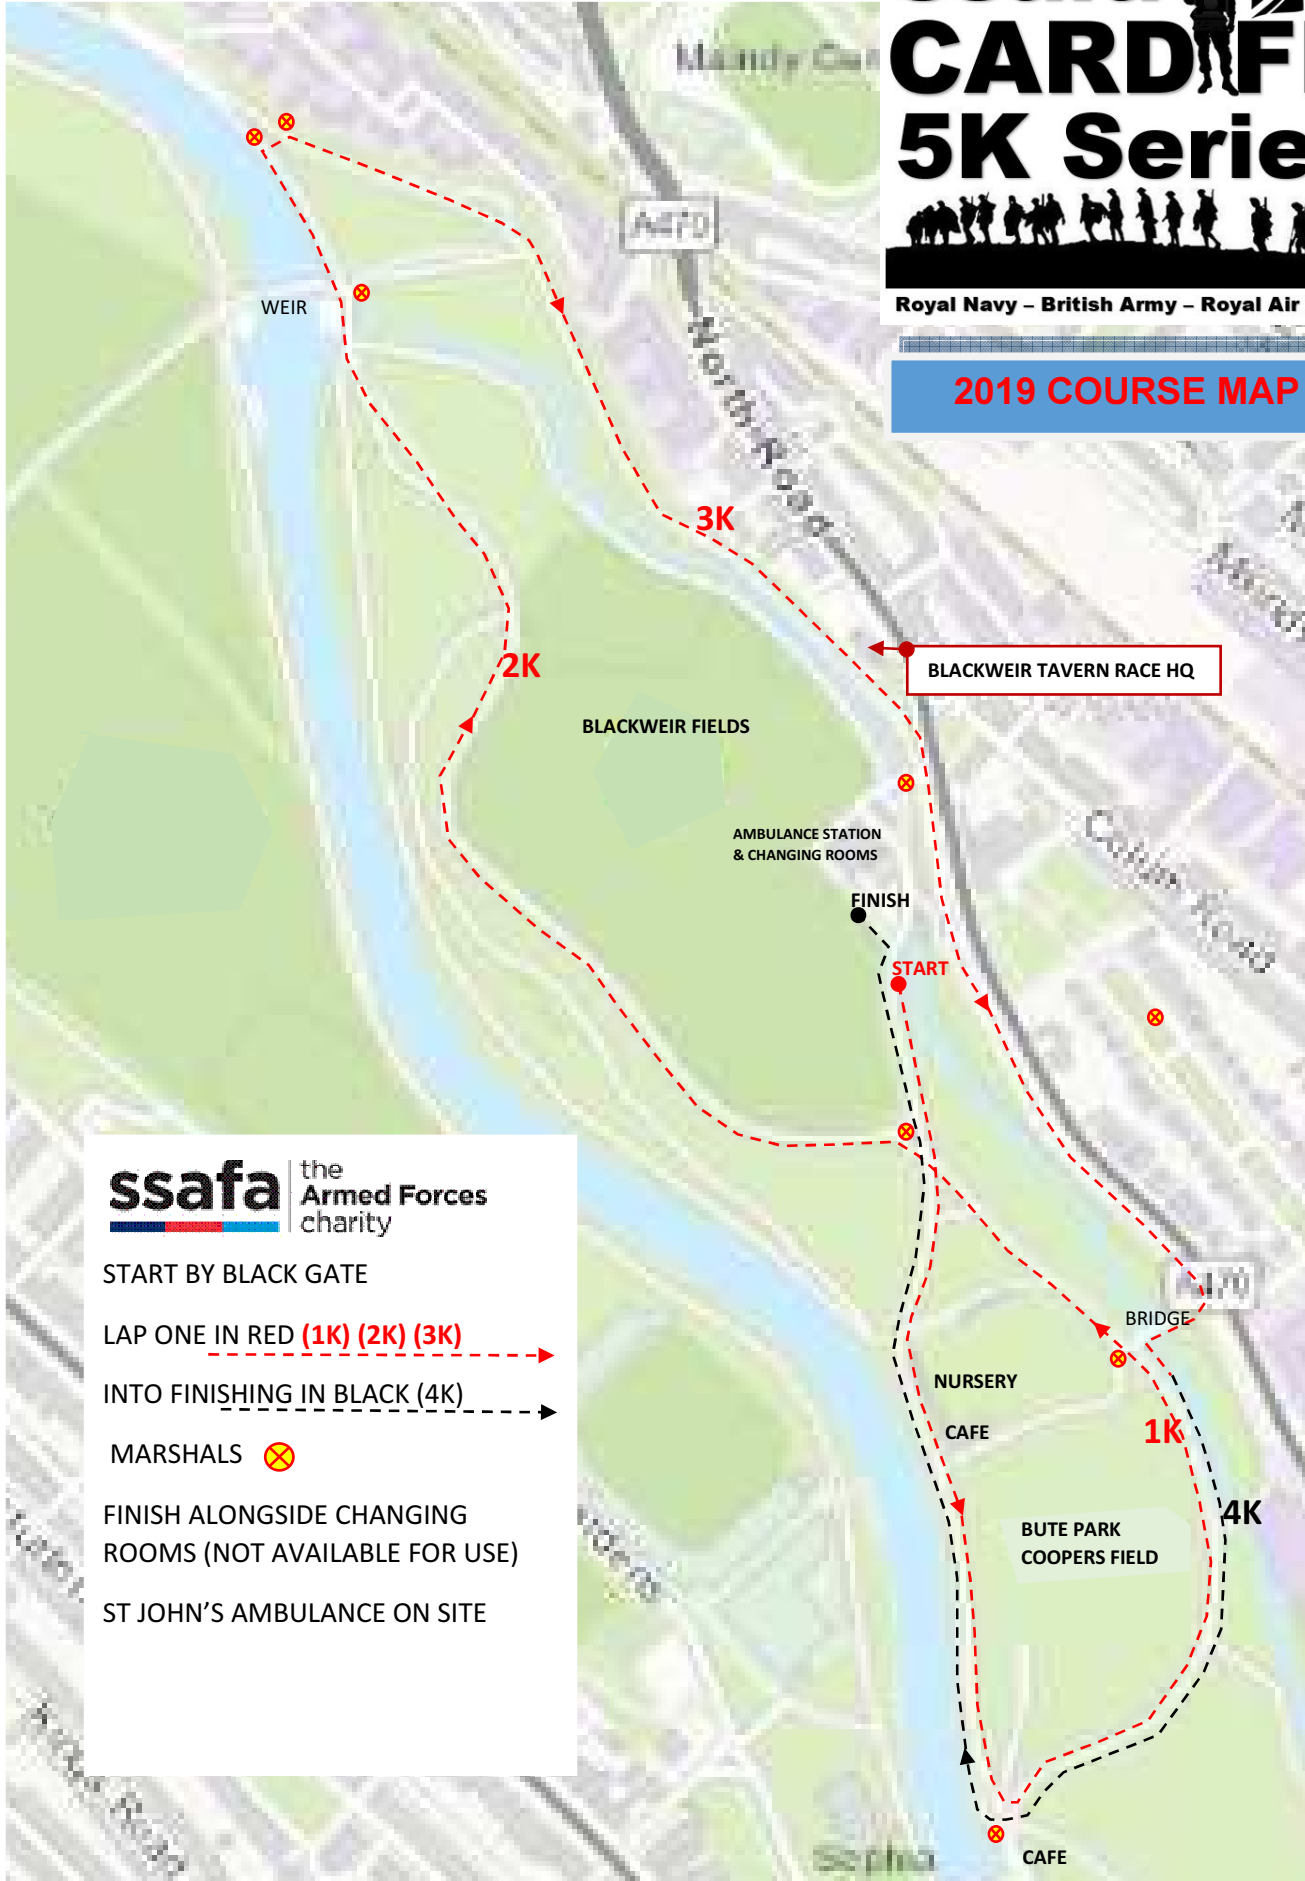 CARDIFF
5K Serie
Royal Navy – British Army – Royal Air
2019 COURSE MAP
A470
North Road
WEIR
3K
2K
BLACKWEIR TAVERN RACE HQ
BLACKWEIR FIELDS
AMBULANCE STATION
& CHANGING ROOMS
FINISH
START
A470
BRIDGE
NURSERY
CAFE
1K
4K
BUTE PARK
COOPERS FIELD
CAFE
Sophia
ssafa the
Armed Forces
charity
START BY BLACK GATE
LAP ONE IN RED (1K) (2K) (3K)
INTO FINISHING IN BLACK (4K)
MARSHALS
FINISH ALONGSIDE CHANGING
ROOMS (NOT AVAILABLE FOR USE)
ST JOHN'S AMBULANCE ON SITE